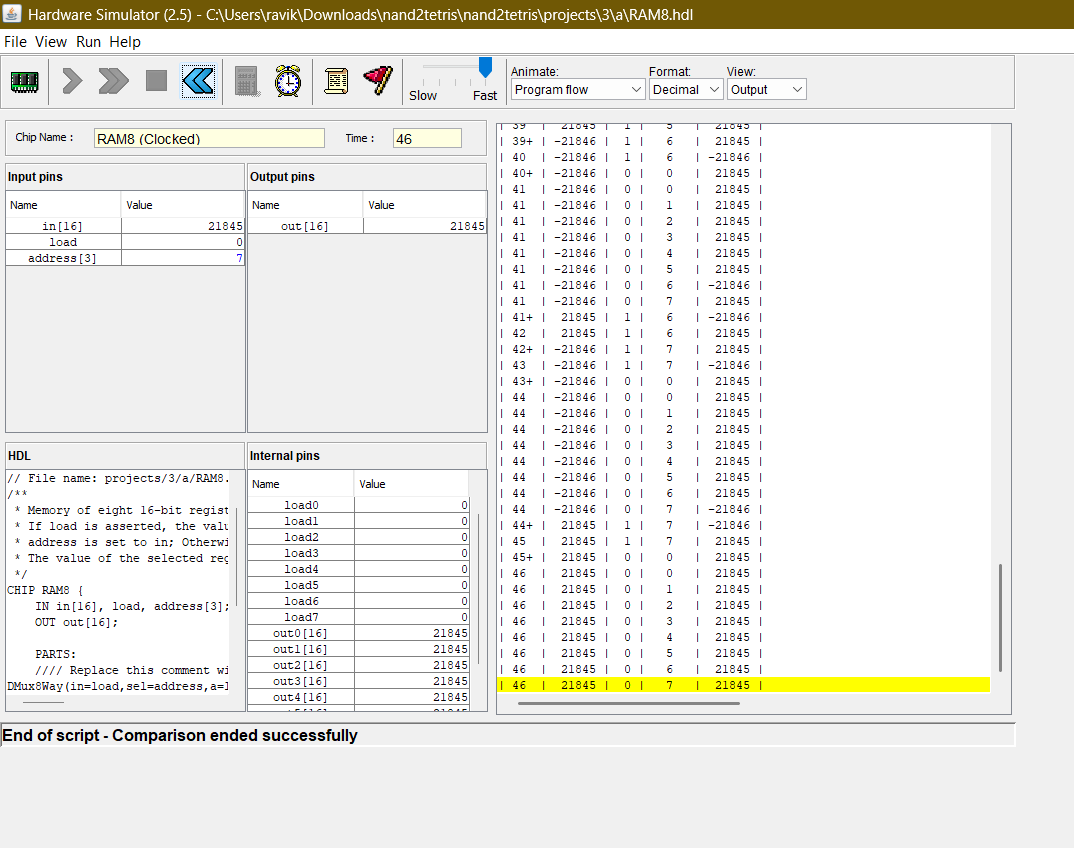 Hardware Simulator (2.5) - C:\Users\ravik\Downloads\nand2tetris\nand2tetris\projects\3\a\RAM8.hdl
File View Run Help
Slow Fast
Animate: Format: View:
Program flow Decimal Output
Chip Name : RAM8 (Clocked) Time : 46
Input pins
Name Value
in[16] 21845
load 0
address[3] 7
Output pins
Name Value
out[16] 21845
HDL
// File name: projects/3/a/RAM8.
/**
* Memory of eight 16-bit regist
* If load is asserted, the valu
* address is set to in; Otherwi
* The value of the selected reg
*/
CHIP RAM8 {
IN in[16], load, address[3];
OUT out[16];
PARTS:
//// Replace this comment wi
DMux8Way(in=load,sel=address,a=l
Internal pins
Name Value
load0 0
load1 0
load2 0
load3 0
load4 0
load5 0
load6 0
load7 0
out0[16] 21845
out1[16] 21845
out2[16] 21845
out3[16] 21845
out4[16] 21845
| 39 | 21845 | 1 | 5 | 21845 |
| 39+ | -21846 | 1 | 6 | 21845 |
| 40 | -21846 | 1 | 6 | -21846 |
| 40+ | -21846 | 0 | 0 | 21845 |
| 41 | -21846 | 0 | 0 | 21845 |
| 41 | -21846 | 0 | 1 | 21845 |
| 41 | -21846 | 0 | 2 | 21845 |
| 41 | -21846 | 0 | 3 | 21845 |
| 41 | -21846 | 0 | 4 | 21845 |
| 41 | -21846 | 0 | 5 | 21845 |
| 41 | -21846 | 0 | 6 | -21846 |
| 41 | -21846 | 0 | 7 | 21845 |
| 41+ | 21845 | 1 | 6 | -21846 |
| 42 | 21845 | 1 | 6 | 21845 |
| 42+ | -21846 | 1 | 7 | 21845 |
| 43 | -21846 | 1 | 7 | -21846 |
| 43+ | -21846 | 0 | 0 | 21845 |
| 44 | -21846 | 0 | 0 | 21845 |
| 44 | -21846 | 0 | 1 | 21845 |
| 44 | -21846 | 0 | 2 | 21845 |
| 44 | -21846 | 0 | 3 | 21845 |
| 44 | -21846 | 0 | 4 | 21845 |
| 44 | -21846 | 0 | 5 | 21845 |
| 44 | -21846 | 0 | 6 | 21845 |
| 44 | -21846 | 0 | 7 | -21846 |
| 44+ | 21845 | 1 | 7 | -21846 |
| 45 | 21845 | 1 | 7 | 21845 |
| 45+ | 21845 | 0 | 0 | 21845 |
| 46 | 21845 | 0 | 0 | 21845 |
| 46 | 21845 | 0 | 1 | 21845 |
| 46 | 21845 | 0 | 2 | 21845 |
| 46 | 21845 | 0 | 3 | 21845 |
| 46 | 21845 | 0 | 4 | 21845 |
| 46 | 21845 | 0 | 5 | 21845 |
| 46 | 21845 | 0 | 6 | 21845 |
| 46 | 21845 | 0 | 7 | 21845 |
End of script - Comparison ended successfully